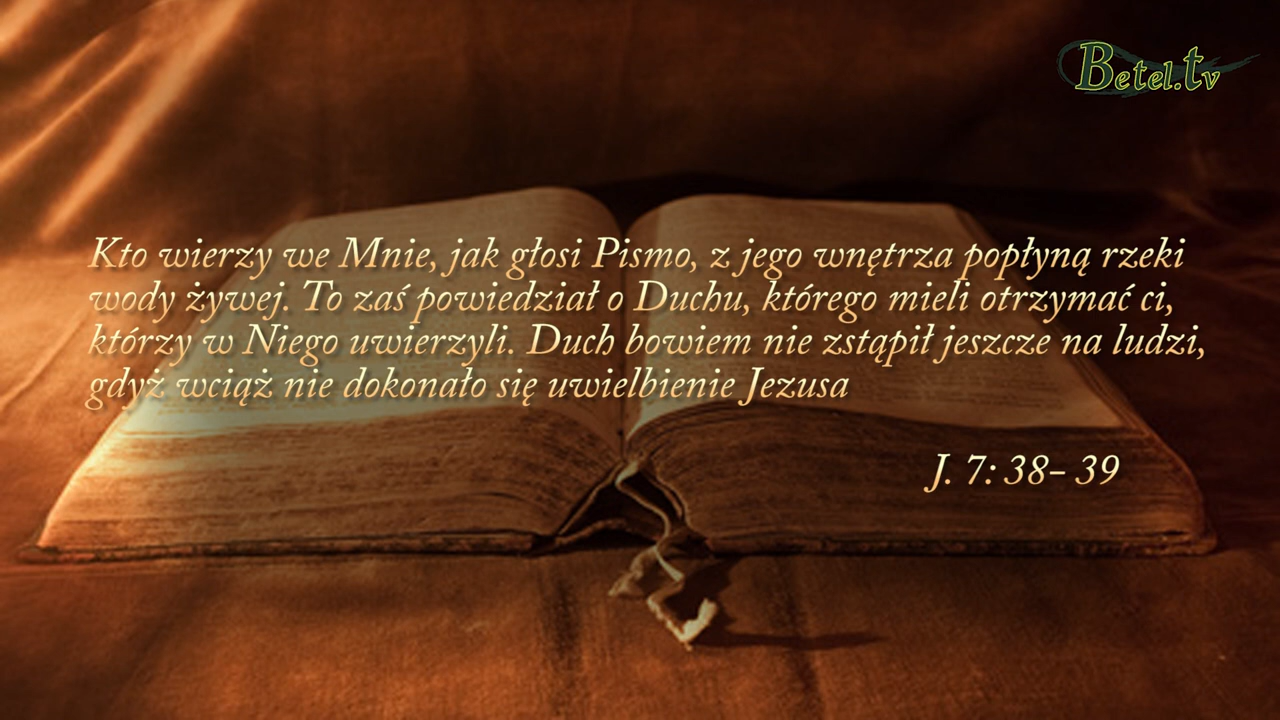 Betel.tv
Kto wierzy we Mnie, jak głosi Pismo, z jego wnętrza popłyną rzeki
wody żywej. To zaś powiedział o Duchu, którego mieli otrzymać ci,
którzy w Niego uwierzyli. Duch bowiem nie zstąpił jeszcze na ludzi,
gdyż wciąż nie dokonało się uwielbienie Jezusa
J. 7: 38- 39